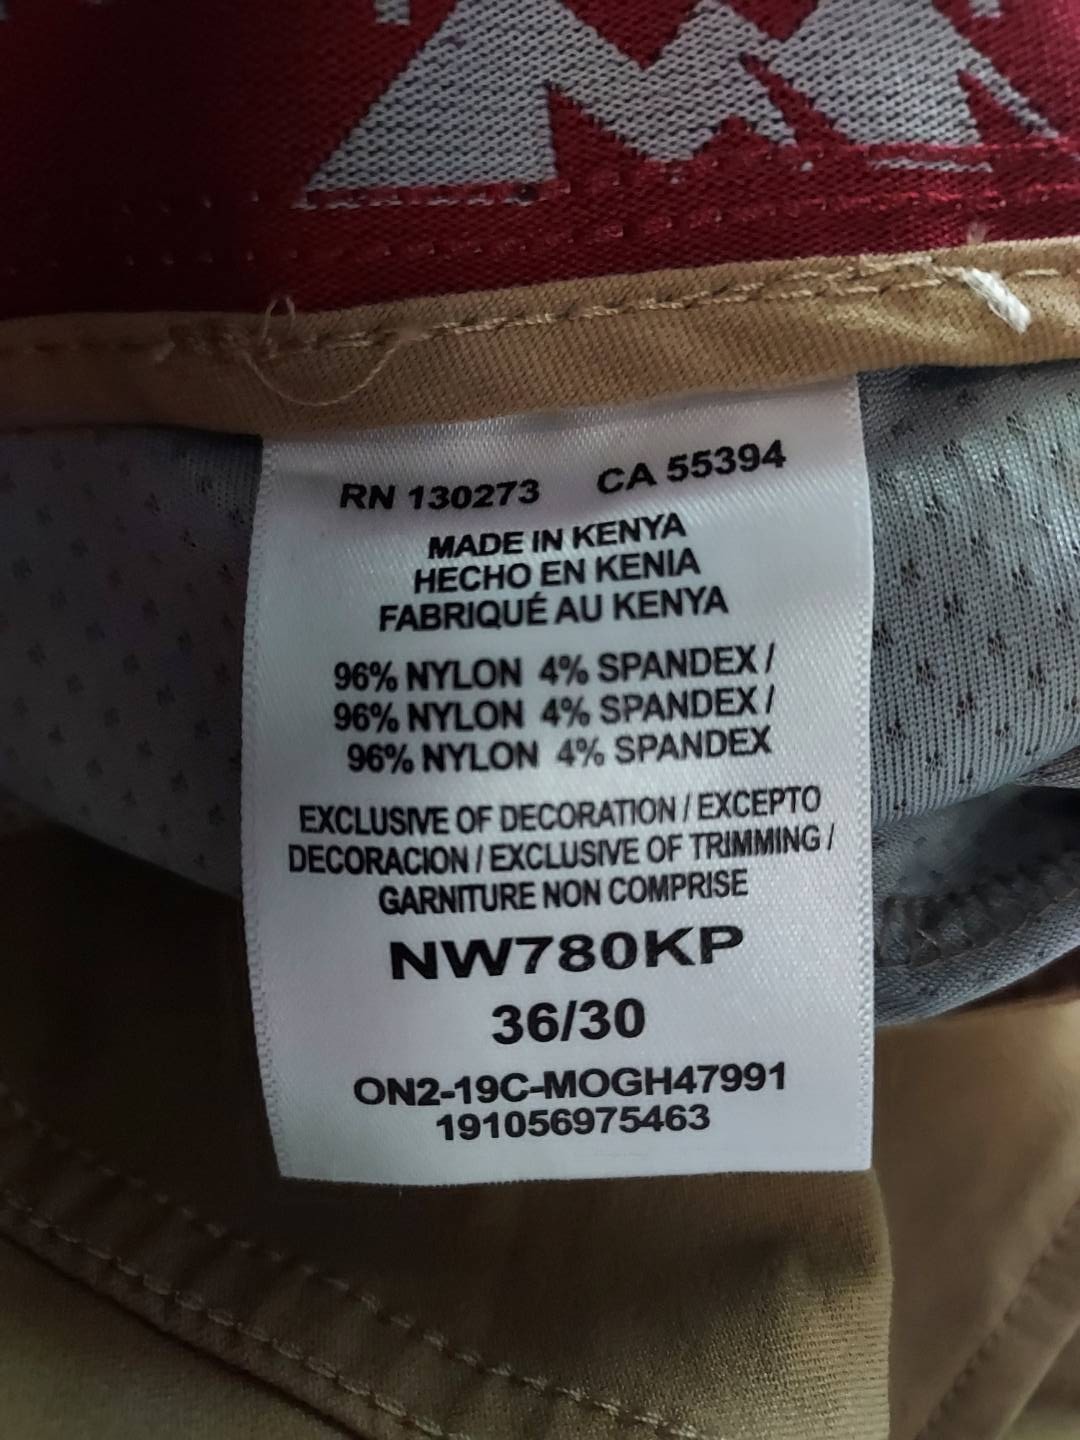 RN 130273 CA 55394
MADE IN KENYA
HECHO EN KENIA
FABRIQUÉ AU KENYA
96% NYLON 4% SPANDEX /
96% NYLON 4% SPANDEX /
96% NYLON 4% SPANDEX
EXCLUSIVE OF DECORATION / EXCEPTO
DECORACION / EXCLUSIVE OF TRIMMING /
GARNITURE NON COMPRISE
NW780KP
36/30
ON2-19C-MOGH47991
191056975463